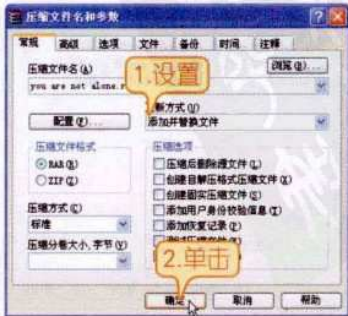 压缩文件名和参数
常规 高级 选项 文件 备份 时间 注释
压缩文件名(A)
浏览(B)...
you are not alone.r
1.设置
新方式(U)
配置(F)...
添加并替换文件
压缩文件格式
压缩选项
RAR(R)
ZIP(Z)
压缩后删除源文件(L)
创建自解压格式压缩文件(X)
创建固实压缩文件(S)
添加用户身份校验信息(T)
添加恢复记录(P)
压缩方式(C)
标准
压缩分卷大小,字节(V)
2.单击
确定
取消
帮助